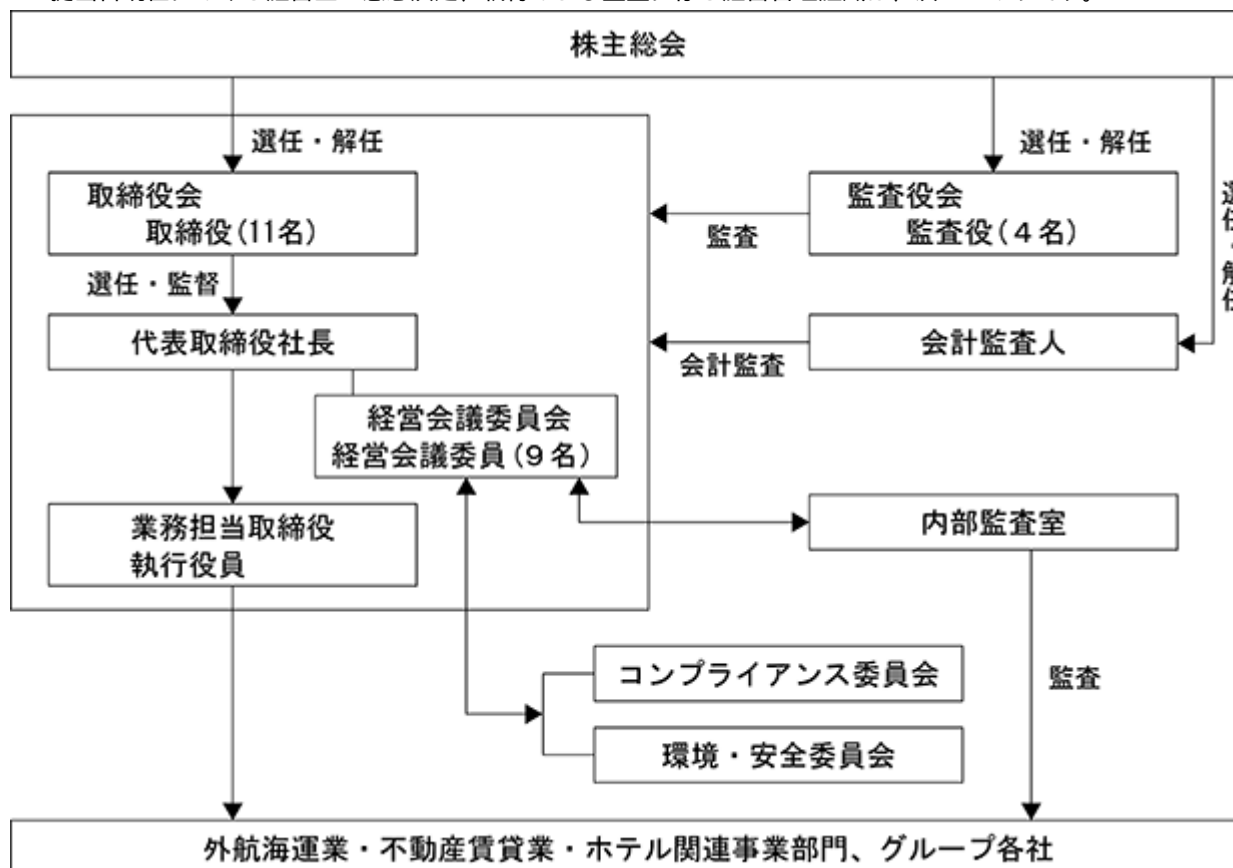 株主総会
選任・解任
選任・解任
選任・解任
取締役会
取締役(11名)
監査役会
監査役(4名)
監査
選任・監督
代表取締役社長
会計監査人
会計監査
経営会議委員会
経営会議委員(9名)
業務担当取締役
執行役員
内部監査室
コンプライアンス委員会
監査
環境・安全委員会
外航海運業・不動産賃貸業・ホテル関連事業部門、グループ各社